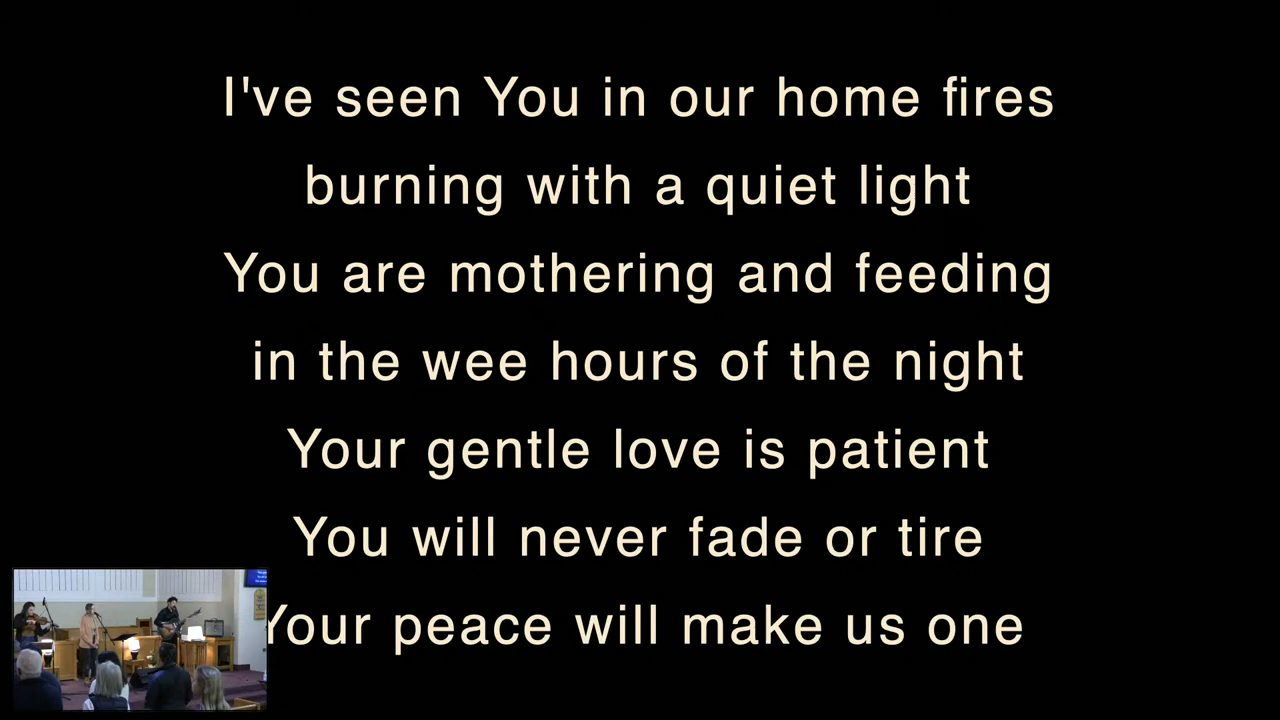 I've seen You in our home fires
burning with a quiet light
You are mothering and feeding
in the wee hours of the night
Your gentle love is patient
You will never fade or tire
Your peace will make us one